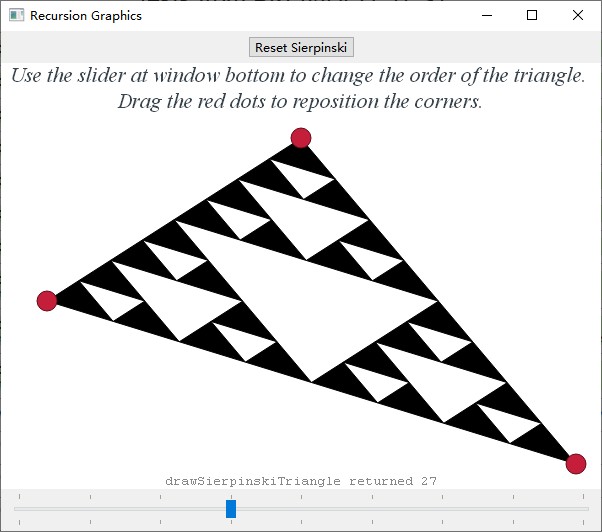 Recursion Graphics
Reset Sierpinski
Use the slider at window bottom to change the order of the triangle.
Drag the red dots to reposition the corners.
drawSierpinskiTriangle returned 27